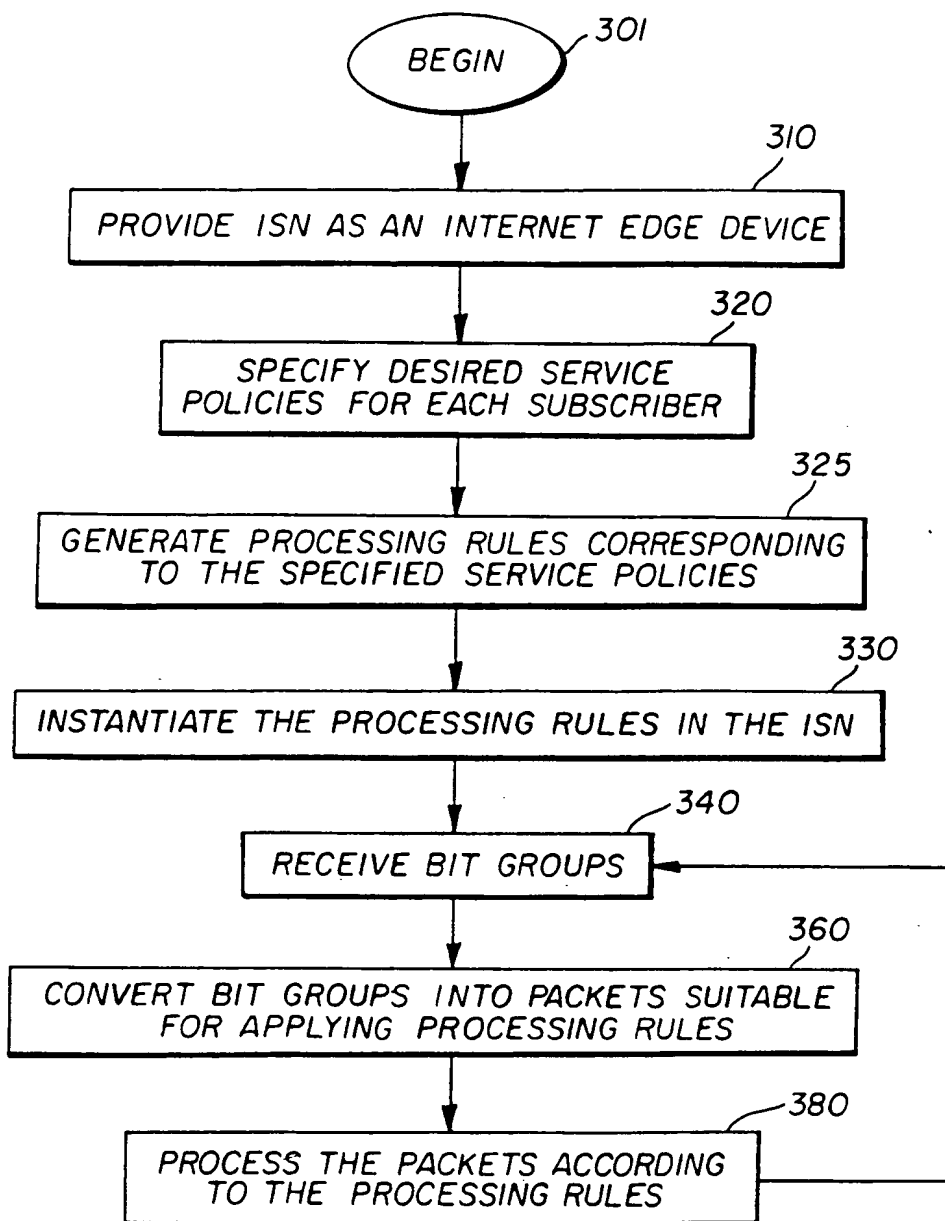 BEGIN
301
310
PROVIDE ISN AS AN INTERNET EDGE DEVICE
320
SPECIFY DESIRED SERVICE
POLICIES FOR EACH SUBSCRIBER
325
GENERATE PROCESSING RULES CORRESPONDING
TO THE SPECIFIED SERVICE POLICIES
330
INSTANTIATE THE PROCESSING RULES IN THE ISN
340
RECEIVE BIT GROUPS
360
CONVERT BIT GROUPS INTO PACKETS SUITABLE
FOR APPLYING PROCESSING RULES
380
PROCESS THE PACKETS ACCORDING
TO THE PROCESSING RULES